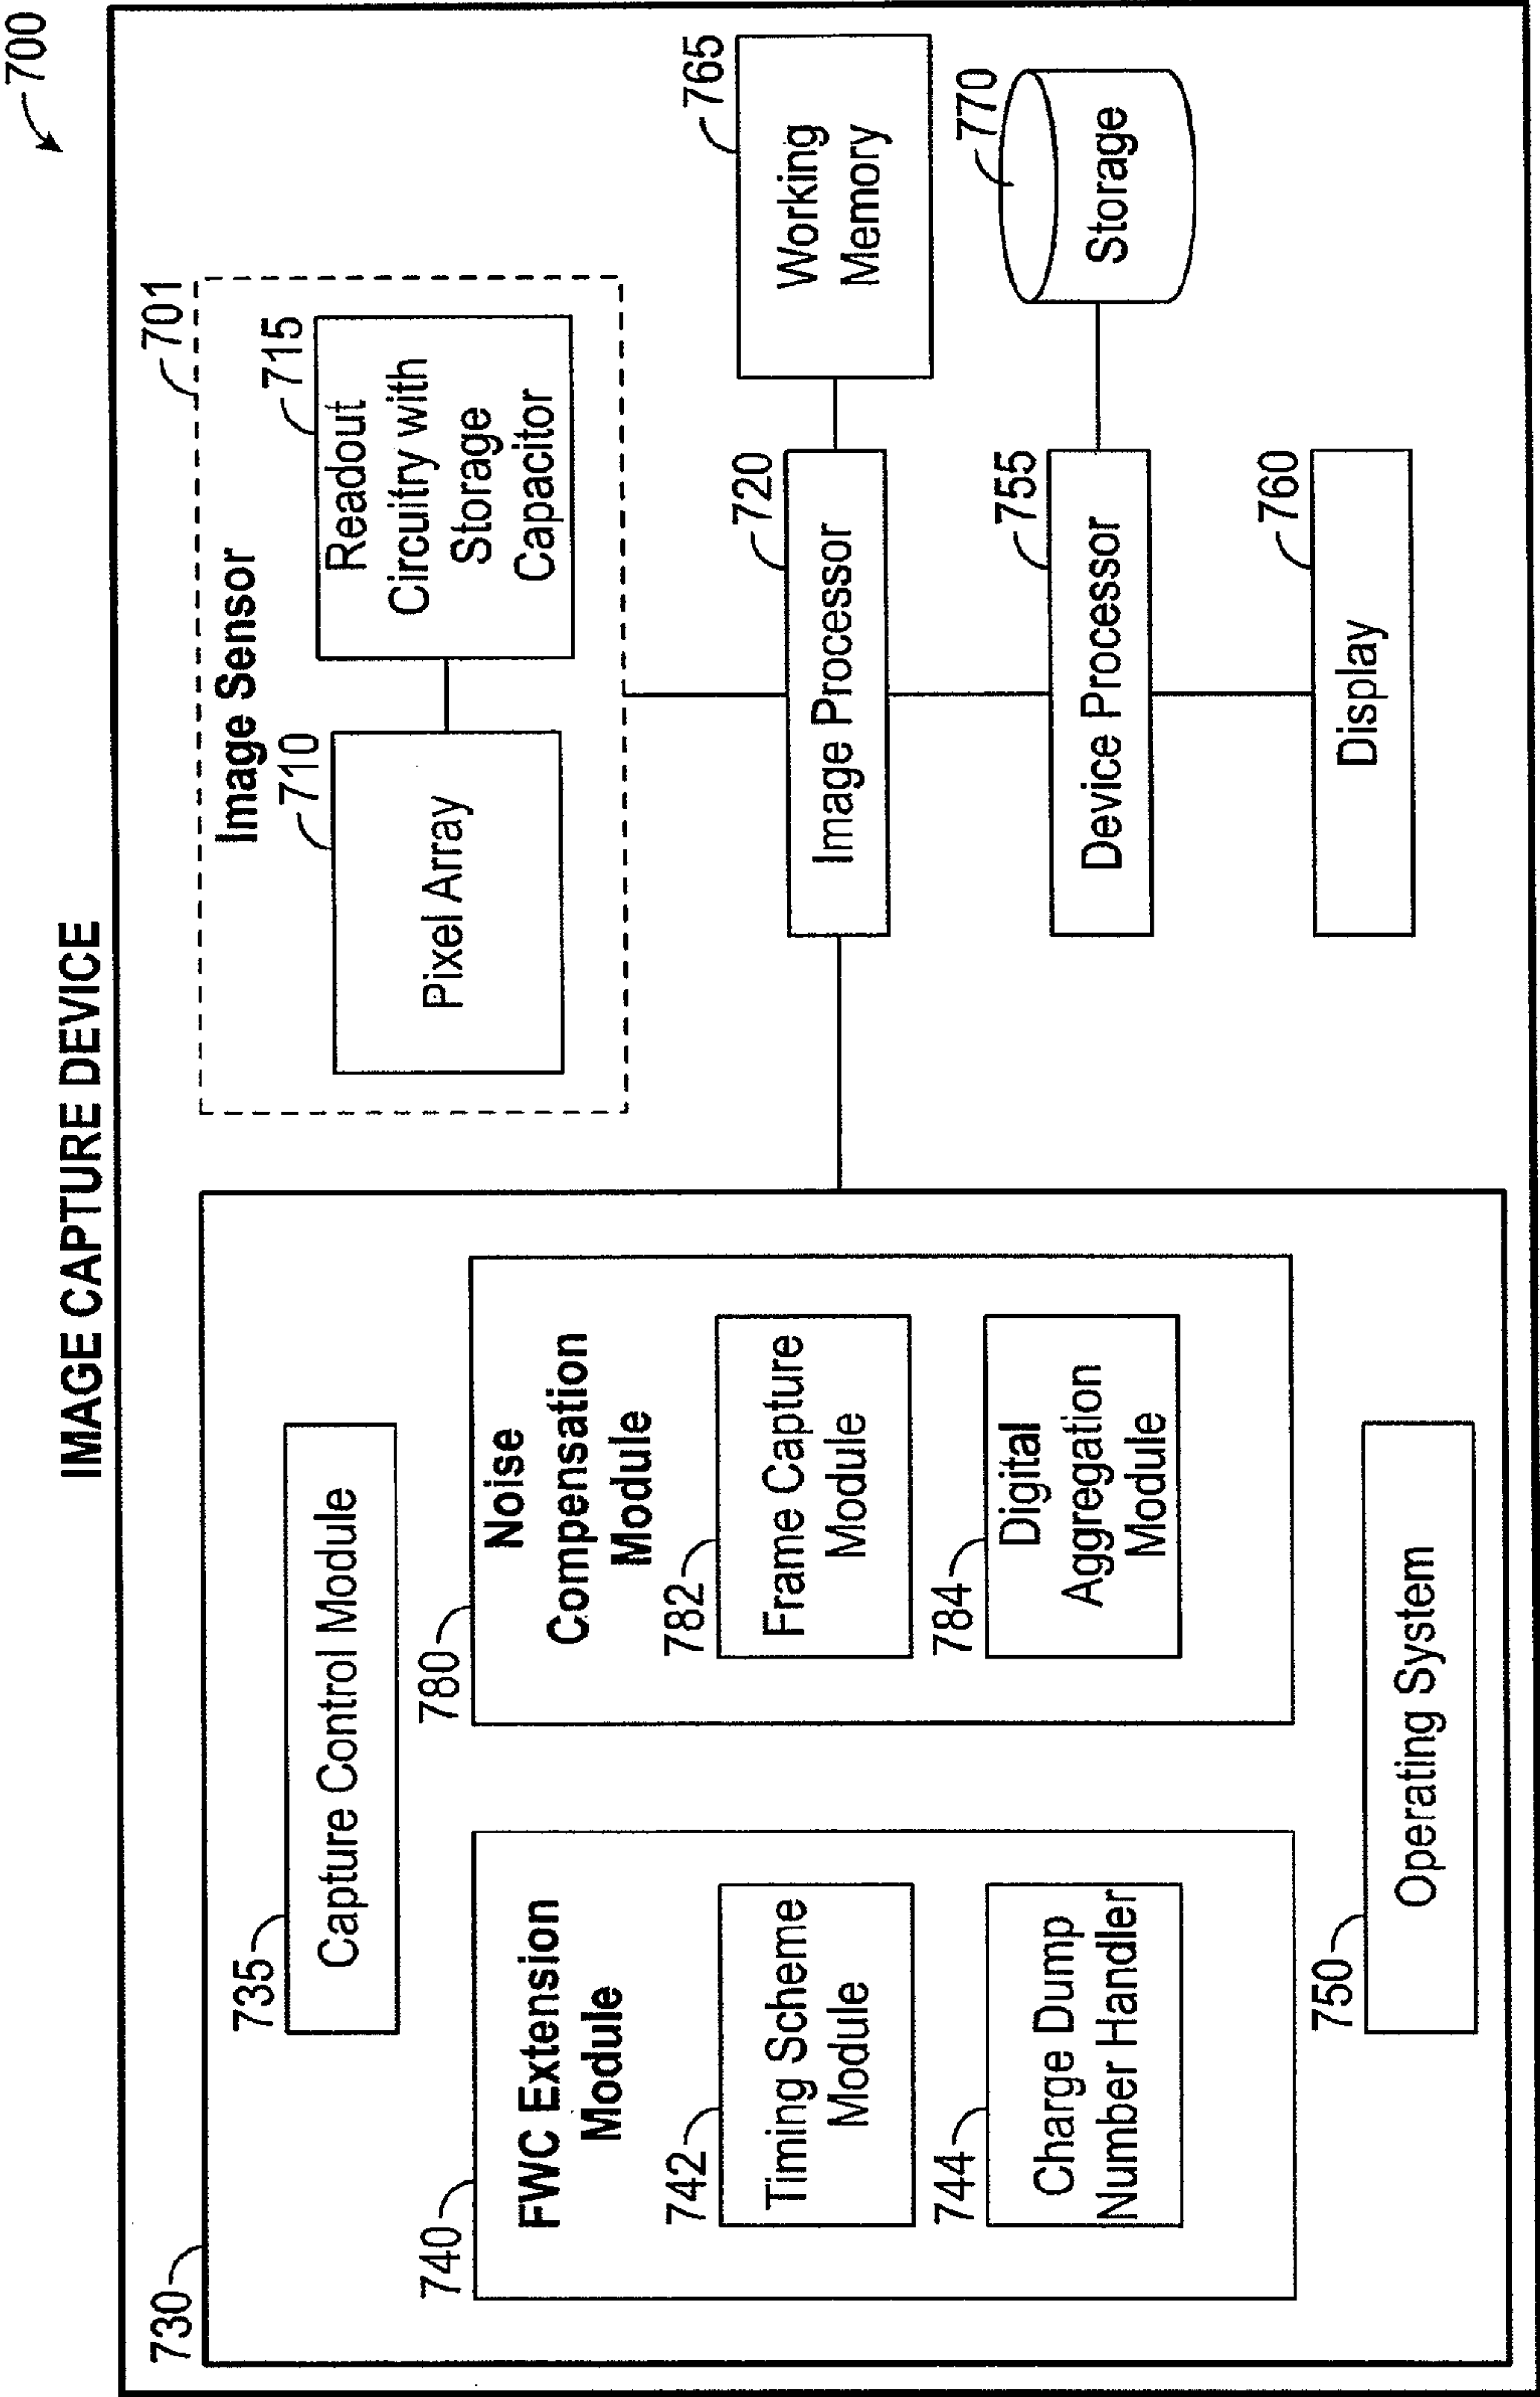 IMAGE CAPTURE DEVICE
700
730
735
Capture Control Module
740
FWC Extension
Module
742
Timing Scheme
Module
744
Charge Dump
Number Handler
780
Noise
Compensation
Module
782
Frame Capture
Module
784
Digital
Aggregation
Module
750
Operating System
701
Image Sensor
710
Pixel Array
715
Readout
Circuitry with
Storage
Capacitor
720
Image Processor
765
Working
Memory
755
Device Processor
770
Storage
760
Display